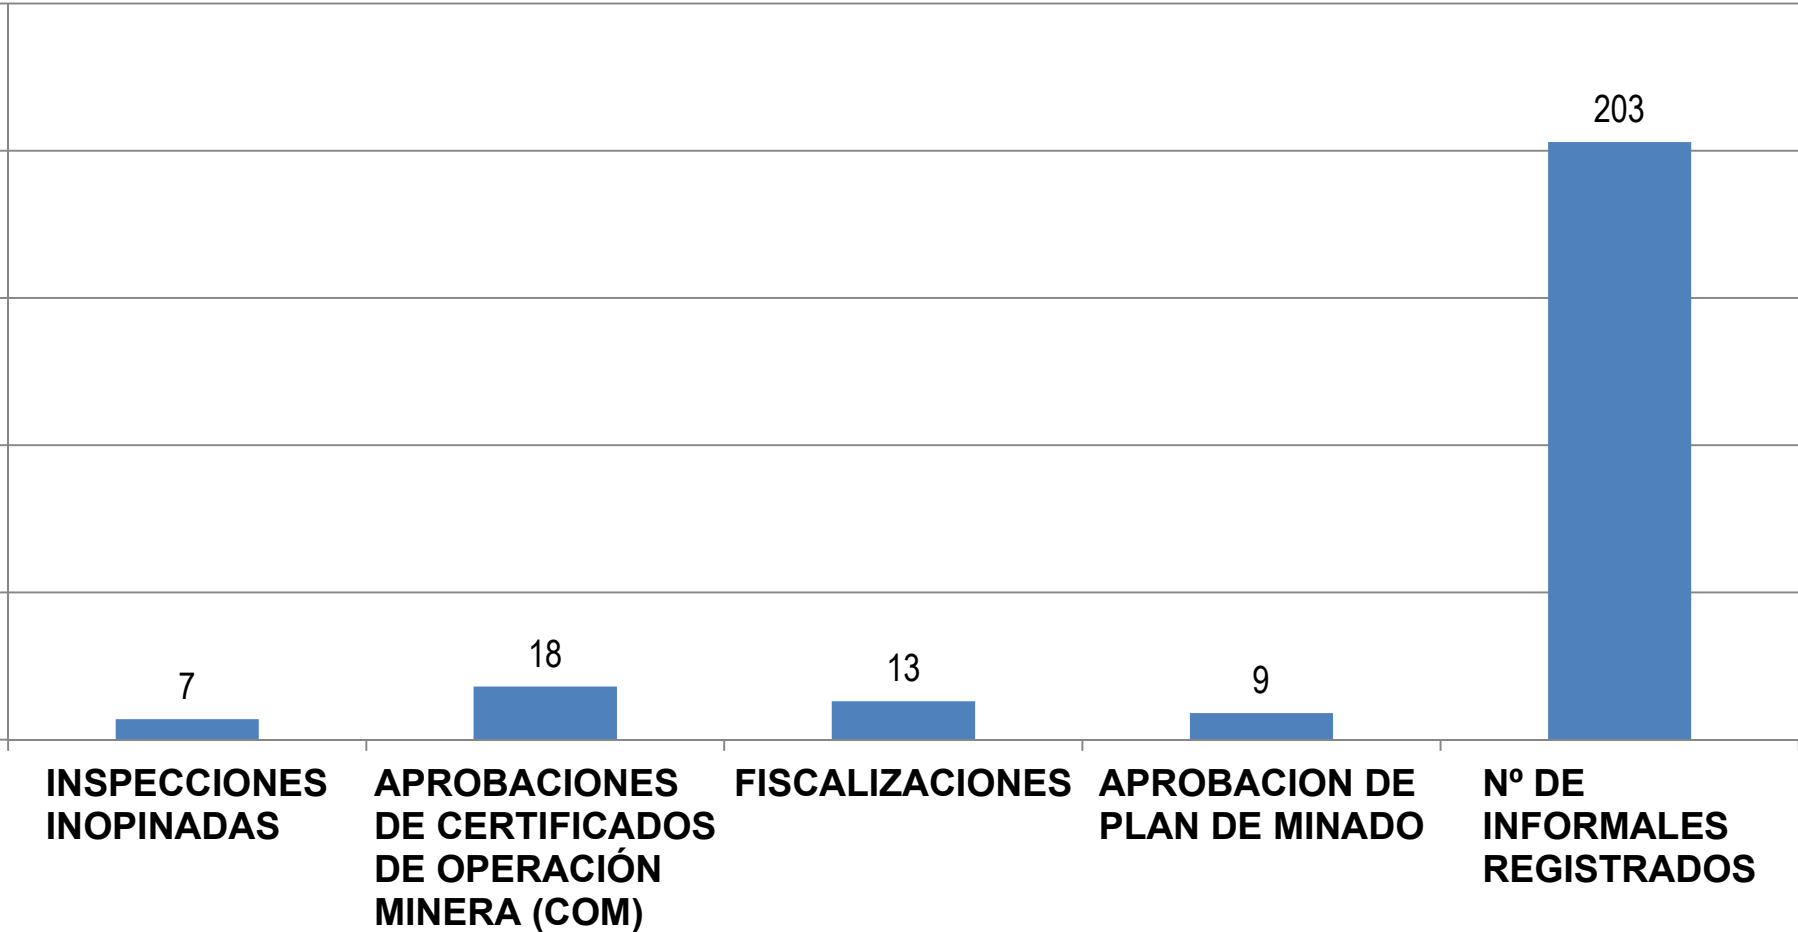 203
18
13
9
7
INSPECCIONES
INOPINADAS
APROBACIONES
DE CERTIFICADOS
DE OPERACIÓN
MINERA (COM)
FISCALIZACIONES
APROBACION DE
PLAN DE MINADO
Nº DE
INFORMALES
REGISTRADOS